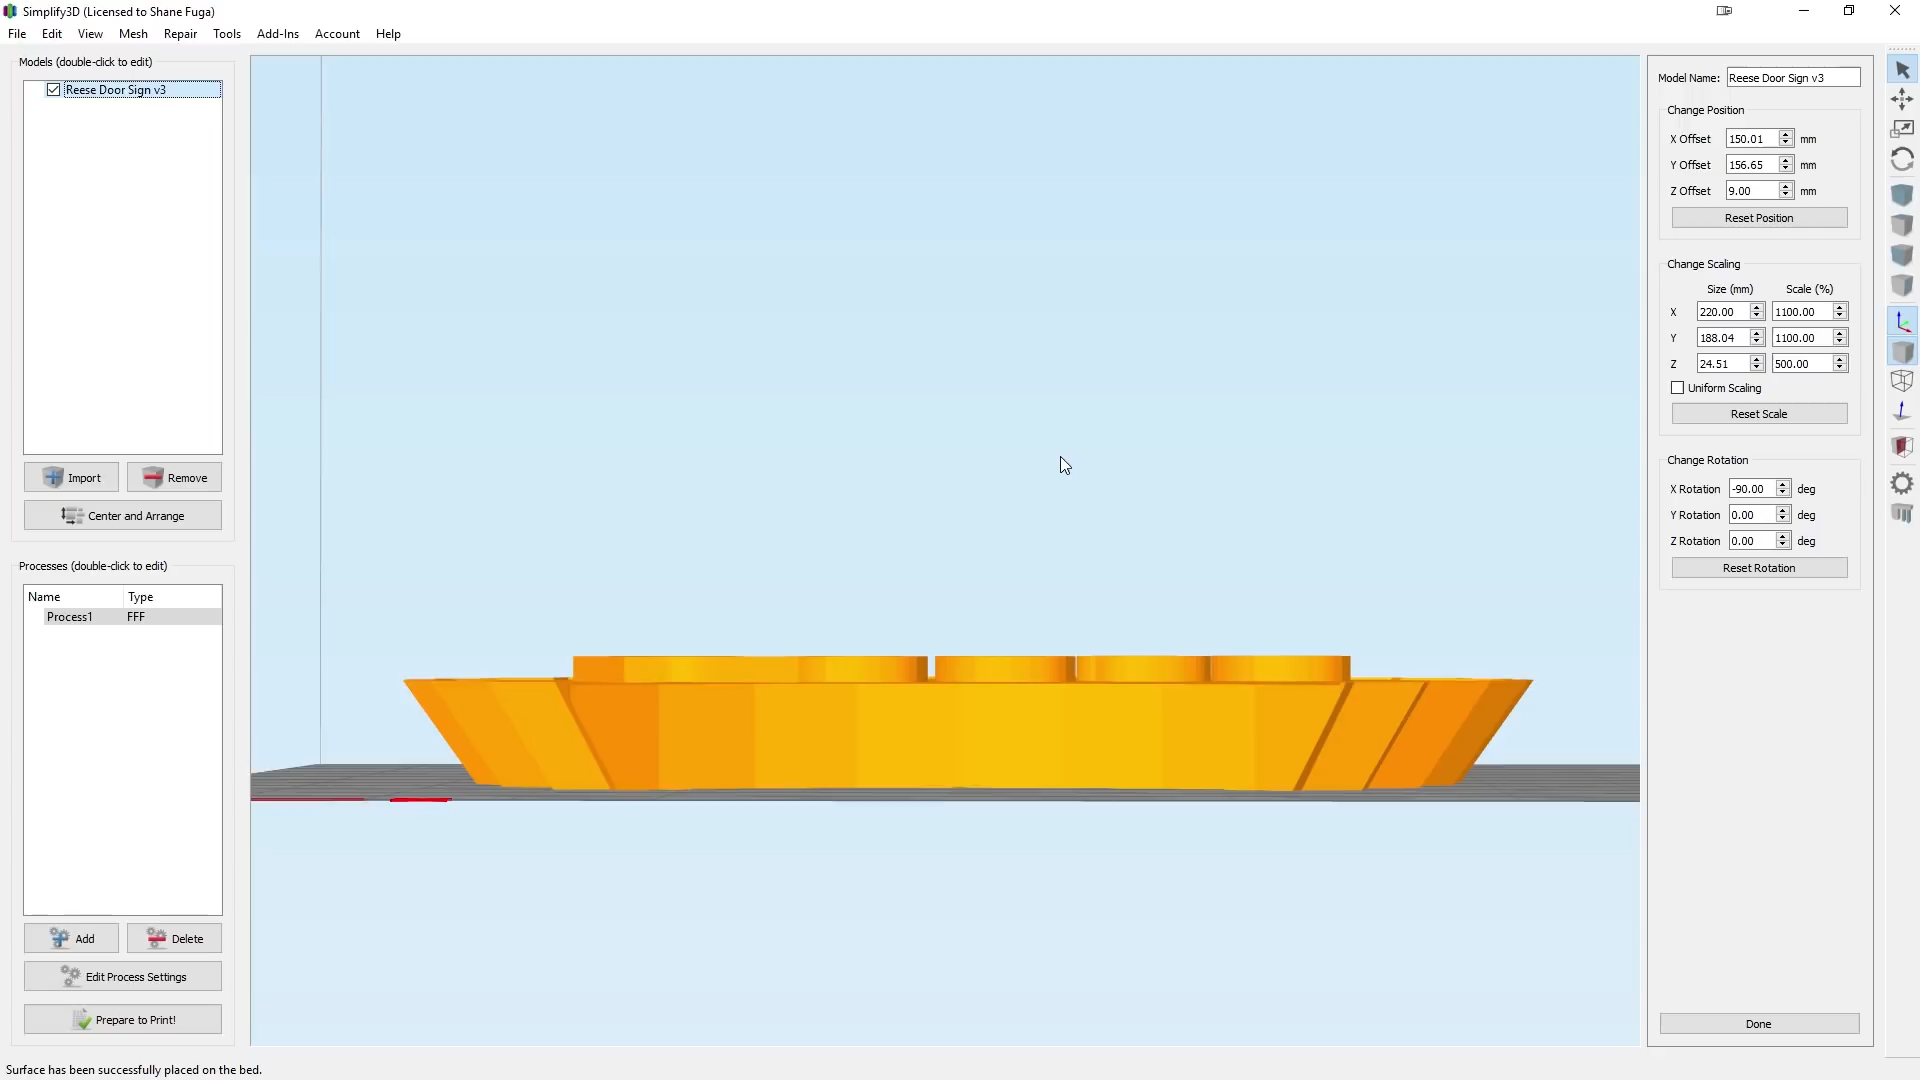 Simplify3D (Licensed to Shane Fuga)
File Edit View Mesh Repair Tools Add-Ins Account Help
Models (double-click to edit)
Reese Door Sign v3
Import Remove
Center and Arrange
Processes (double-click to edit)
Name Type
Process1 FFF
Add Delete
Edit Process Settings
Prepare to Print!
Model Name: Reese Door Sign v3
Change Position
X Offset 150.01 mm
Y Offset 156.65 mm
Z Offset 9.00 mm
Reset Position
Change Scaling
Size (mm) Scale (%)
X 220.00 1100.00
Y 188.04 1100.00
Z 24.51 500.00
Uniform Scaling
Reset Scale
Change Rotation
X Rotation -90.00 deg
Y Rotation 0.00 deg
Z Rotation 0.00 deg
Reset Rotation
Done
Surface has been successfully placed on the bed.